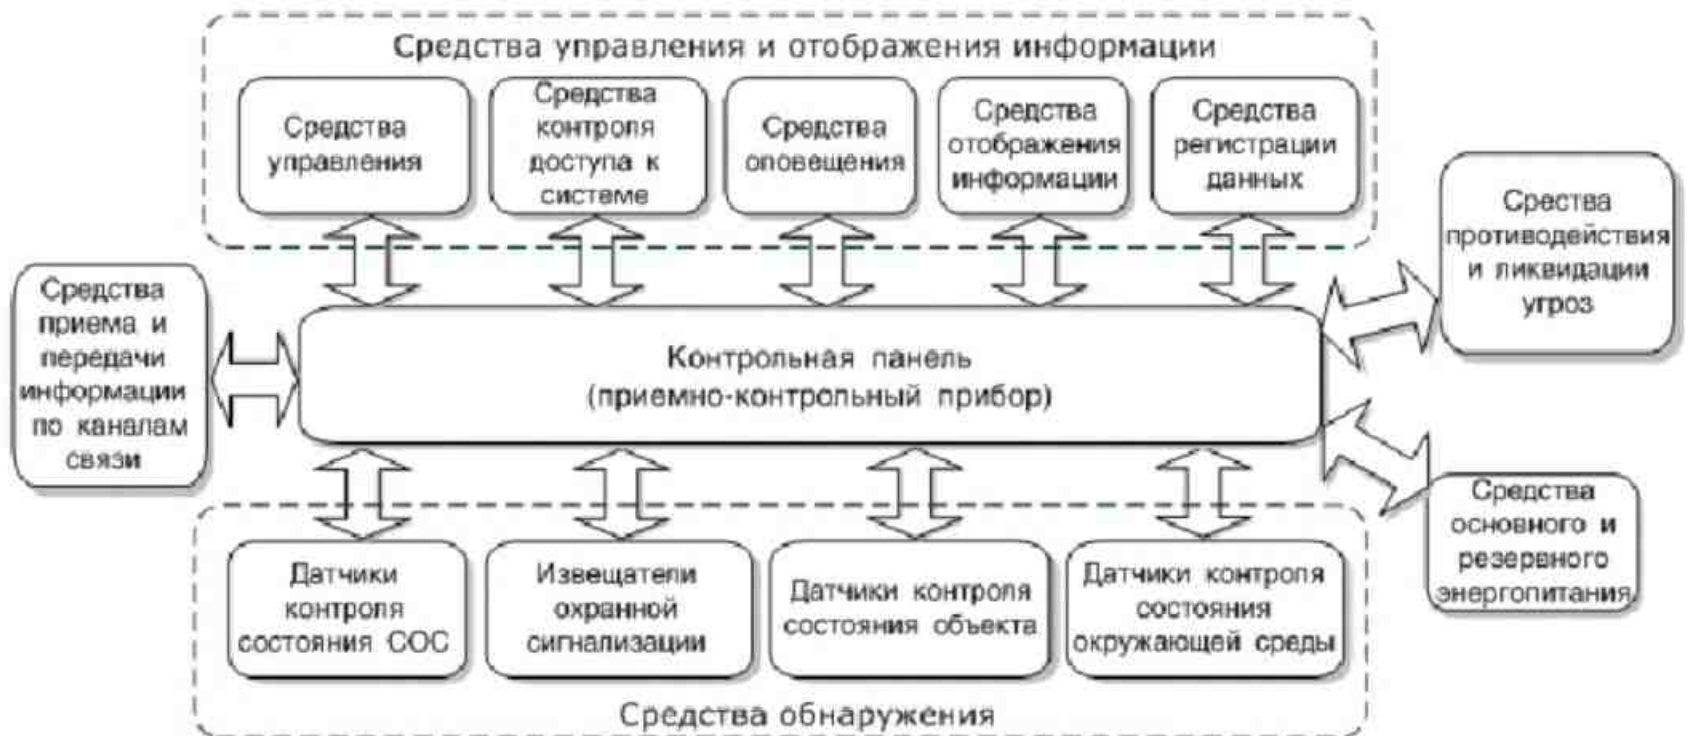 Средства управления и отображения информации
Средства
управления
Средства
контроля
доступа к
системе
Средства
оповещения
Средства
отображения
информации
Средства
регистрации
данных
Срества
противодействия
и ликвидации
угроз
Средства
приема и
передачи
информации
по каналам
связи
Контрольная панель
(приемно-контрольный прибор)
Средства
основного и
резервного
энергопитания
Датчики
контроля
состояния СОС
Извещатели
охранной
сигнализации
Датчики контроля
состояния объекта
Датчики контроля
состояния
окружающей среды
Средства обнаружения